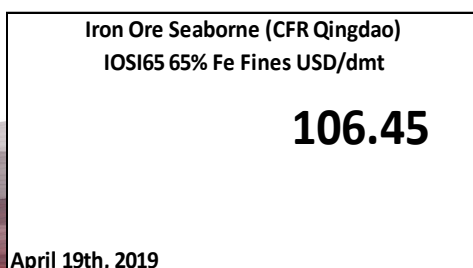 Iron Ore Seaborne (CFR Qingdao)
IOSI65 65% Fe Fines USD/dmt
106.45
April 19th, 2019